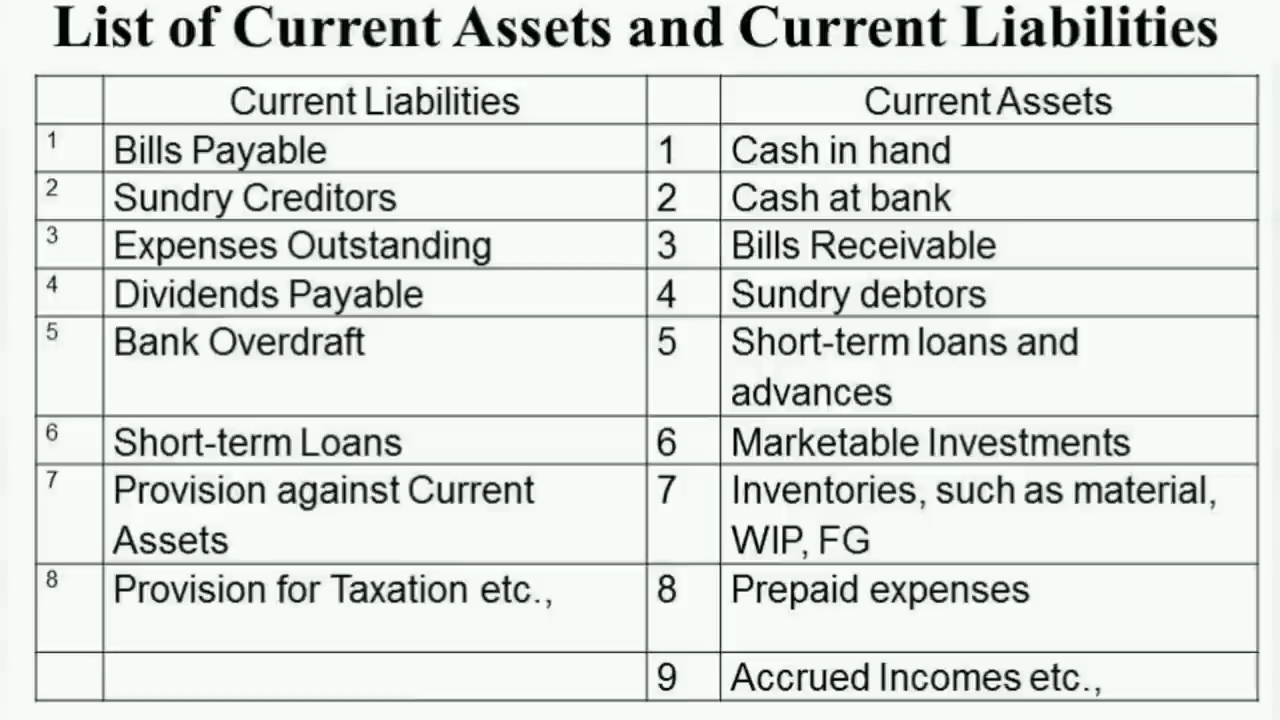 List of Current Assets and Current Liabilities
Current Liabilities Current Assets
1 Bills Payable 1 Cash in hand
2 Sundry Creditors 2 Cash at bank
3 Expenses Outstanding 3 Bills Receivable
4 Dividends Payable 4 Sundry debtors
5 Bank Overdraft 5 Short-term loans and
advances
6 Short-term Loans 6 Marketable Investments
7 Provision against Current 7 Inventories, such as material,
Assets WIP, FG
8 Provision for Taxation etc., 8 Prepaid expenses
9 Accrued Incomes etc.,